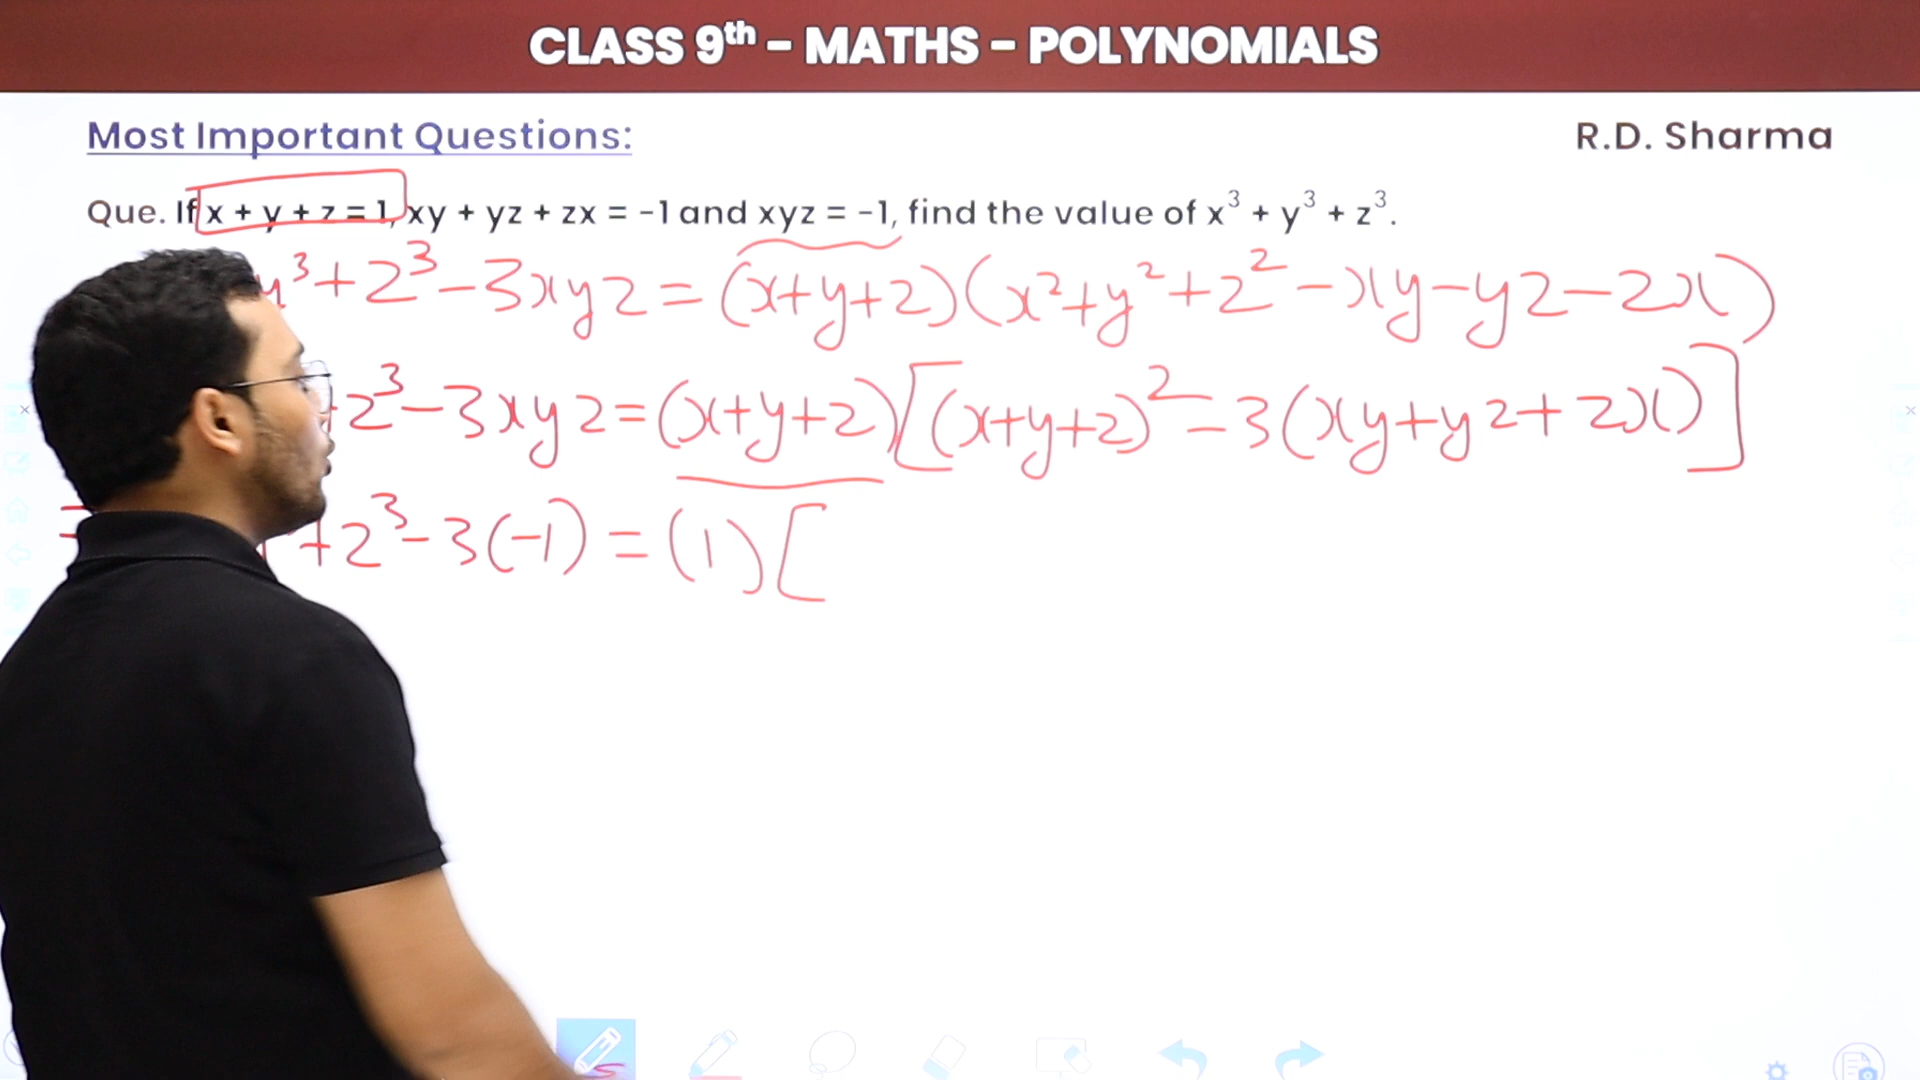 CLASS 9th - MATHS - POLYNOMIALS
Most Important Questions:
R.D. Sharma
Que. If x + y + z = 1, xy + yz + zx = -1 and xyz = -1, find the value of x³ + y³ + z³.
y³+z³-3xyz=(x+y+z)(x²+y²+z²-xy-yz-zx)
+z³-3xyz=(x+y+z)[(x+y+z)²-3(xy+yz+zx)]
+z³-3(-1)=(1)[